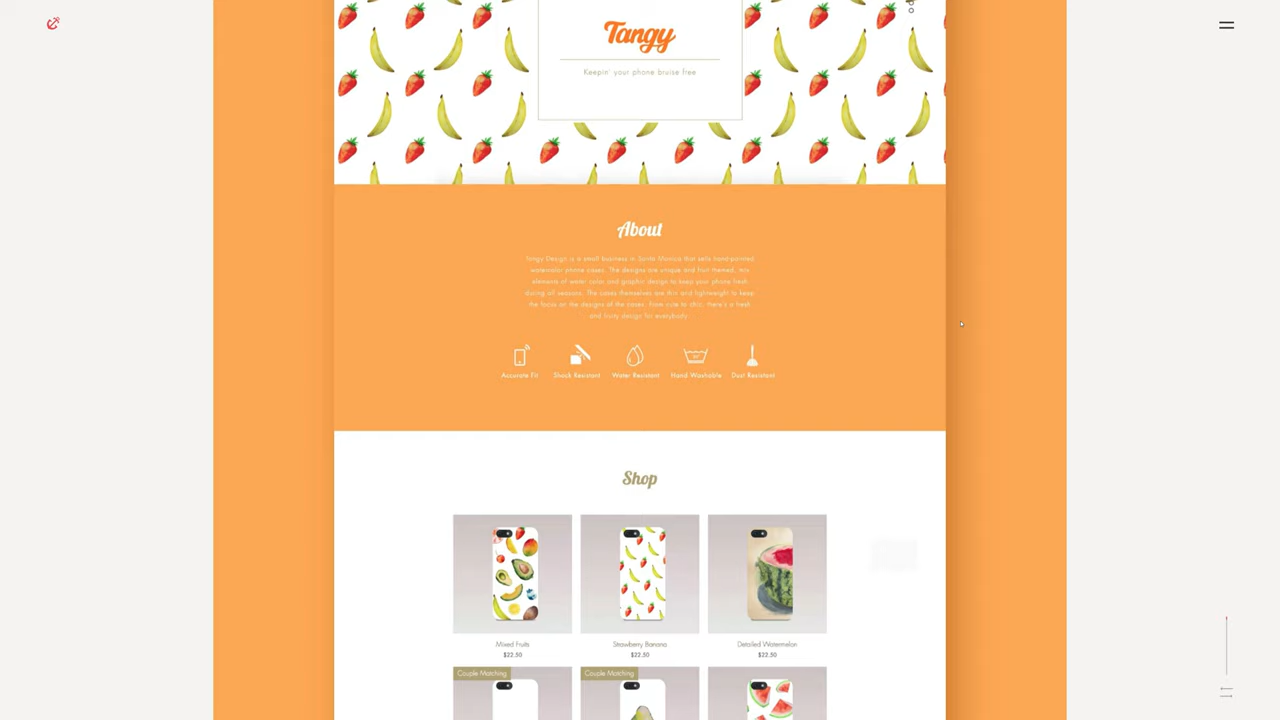 Tangy
Keepin' your phone bruise free
About
Tangy Design is a small business in Santa Monica that sells hand-painted
watercolor phone cases. The designs are unique and fruit themed, mix
elements of water color and graphic design to keep your phone fresh
during all seasons. The cases themselves are thin and lightweight to keep
the focus on the designs of the cases. From cute to chic, there's a fresh
and fruity design for everybody.
Accurate Fit Shock Resistant Water Resistant Hand-Washable Dust Resistant
Shop
Mixed Fruits Strawberry Banana Detailed Watermelon
$22.50 $22.50 $22.50
Couple Matching Couple Matching